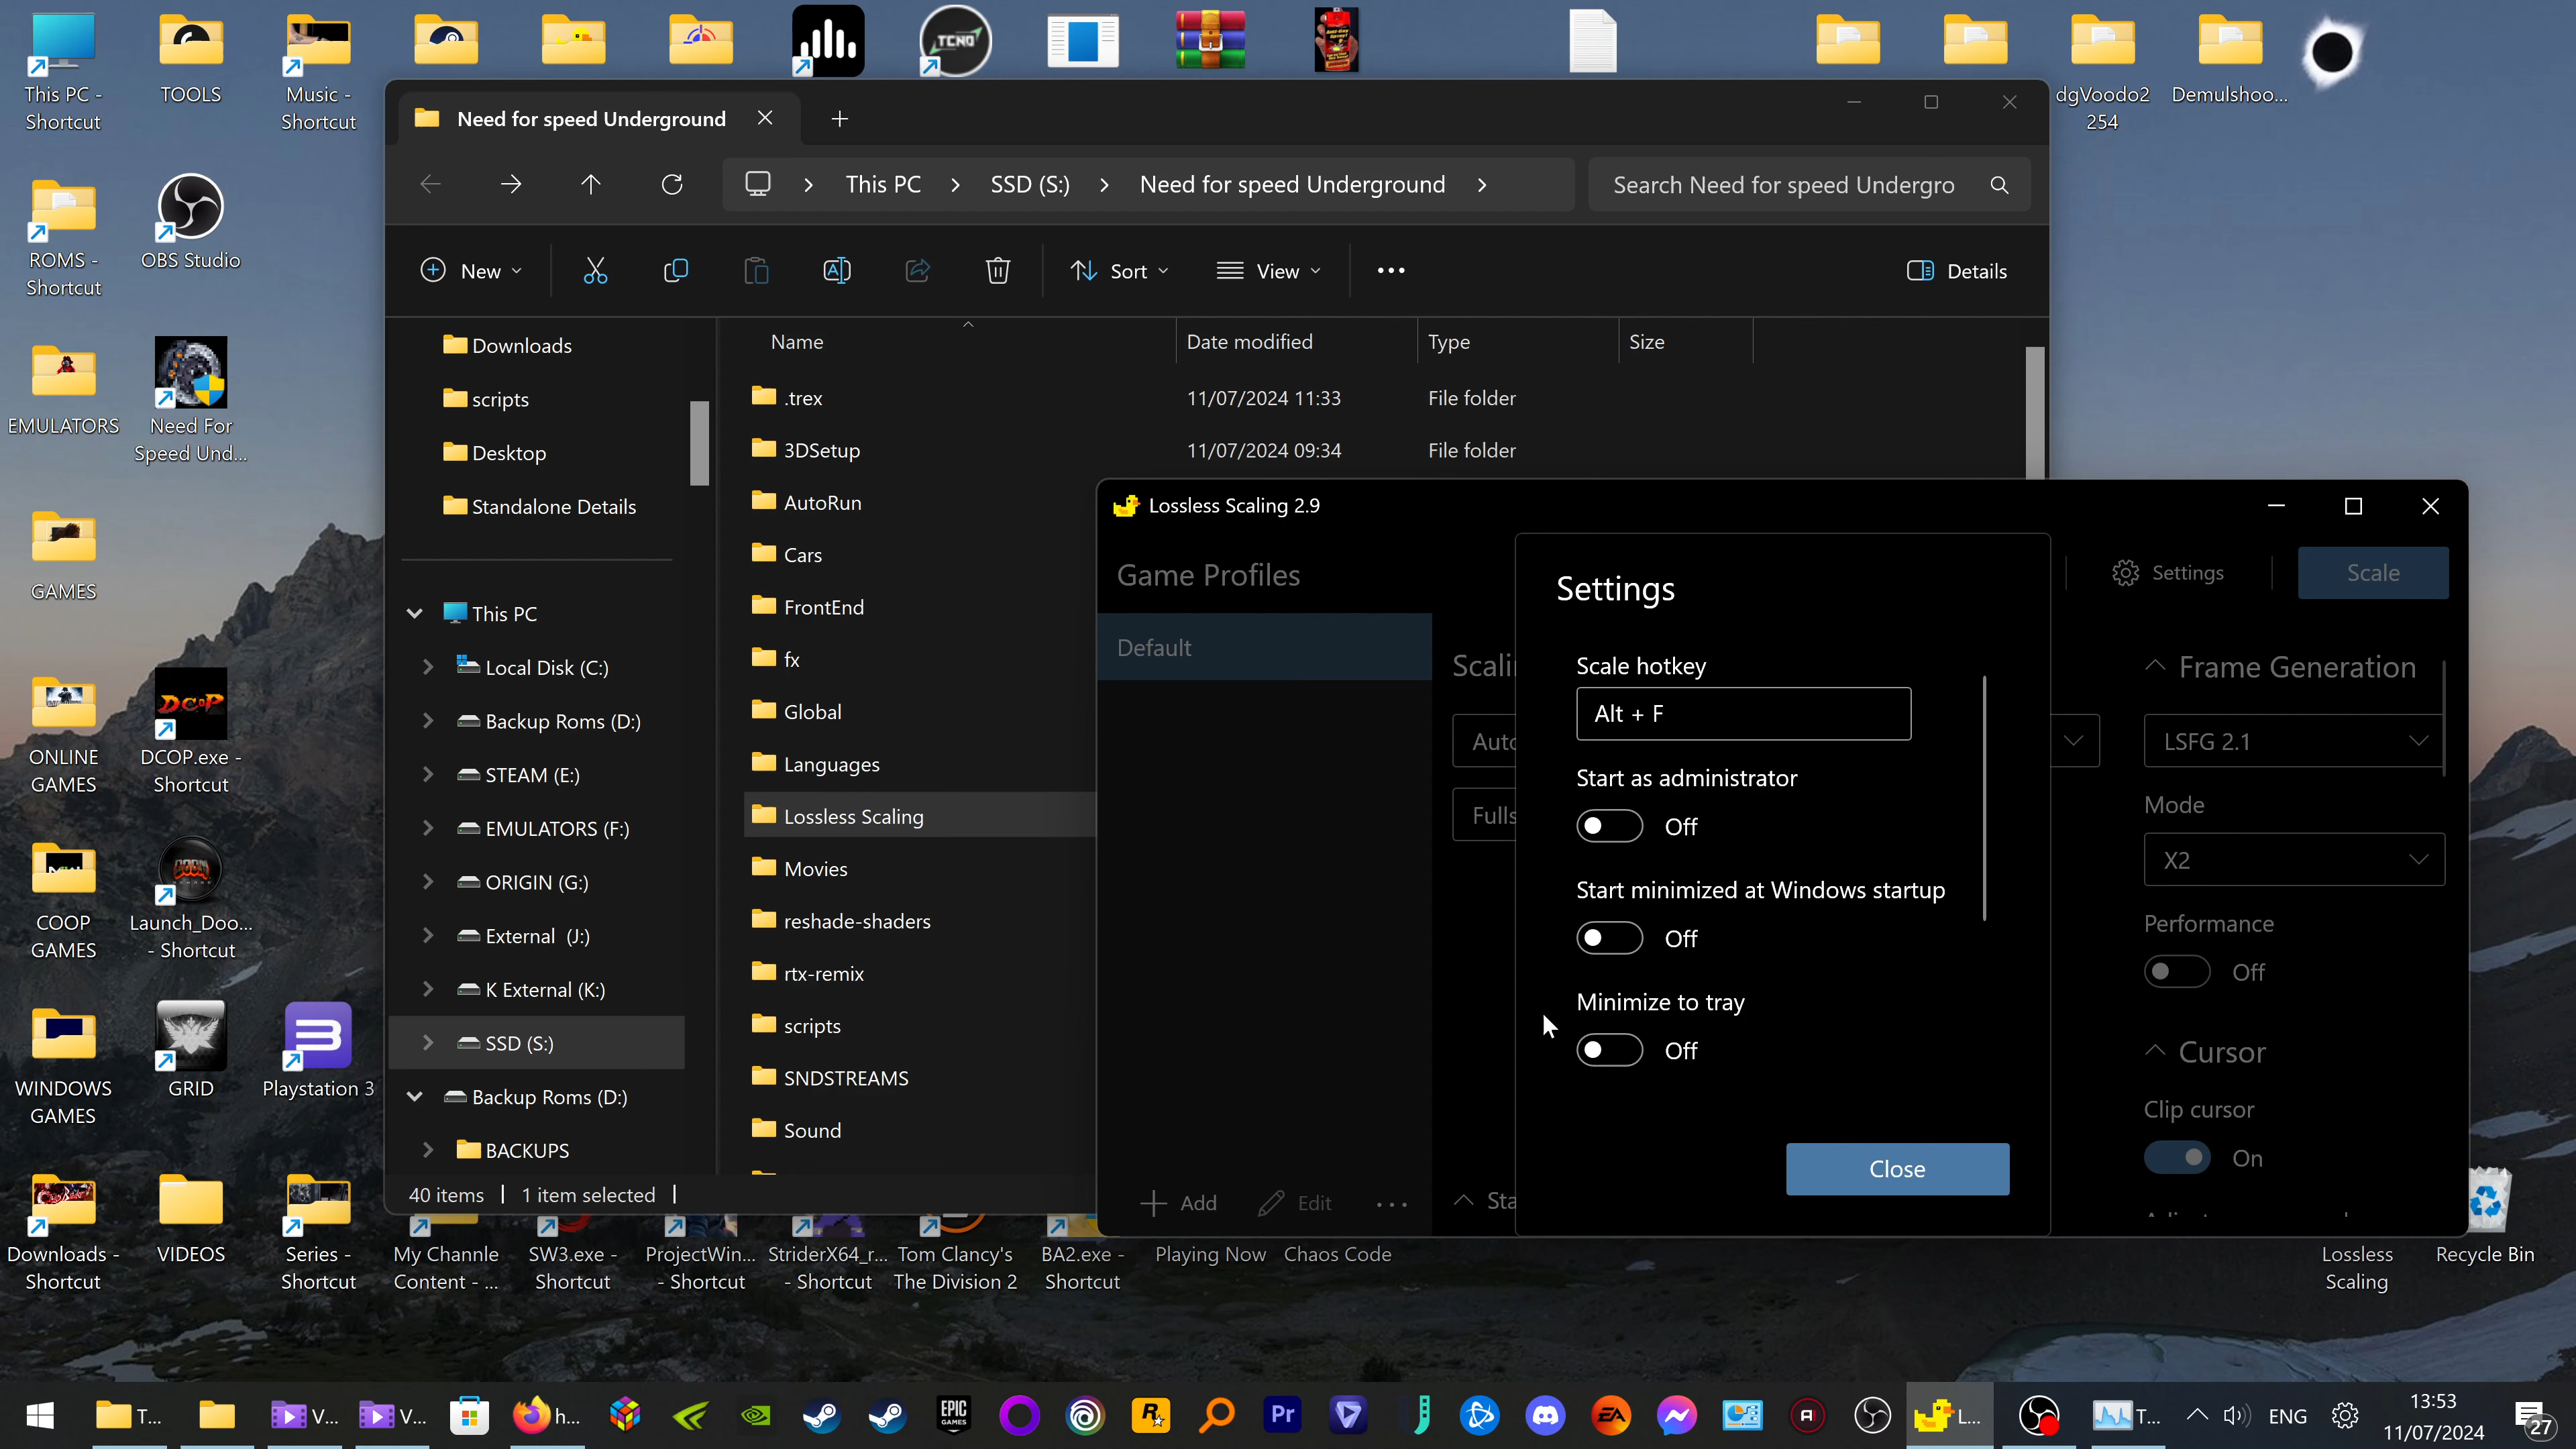 This PC -
Shortcut
TOOLS
Music -
Shortcut
TCNO
dgVoodo2
254
Demulshoo...
ROMS -
Shortcut
OBS Studio
EMULATORS
Need For
Speed Und...
GAMES
ONLINE
GAMES
DCOP
DCOP.exe -
Shortcut
COOP
GAMES
Launch_Doo...
- Shortcut
WINDOWS
GAMES
GRID
Playstation 3
Downloads -
Shortcut
VIDEOS
Series -
Shortcut
My Channle
Content - ...
SW3.exe -
Shortcut
ProjectWin...
- Shortcut
StriderX64_r...
- Shortcut
Tom Clancy's
The Division 2
BA2.exe -
Shortcut
Playing Now
Chaos Code
Lossless
Scaling
Recycle Bin
Need for speed Underground
This PC
SSD (S:)
Need for speed Underground
Search Need for speed Undergro
New
Sort
View
Details
Downloads
scripts
Desktop
Standalone Details
This PC
Local Disk (C:)
Backup Roms (D:)
STEAM (E:)
EMULATORS (F:)
ORIGIN (G:)
External (J:)
K External (K:)
SSD (S:)
Backup Roms (D:)
BACKUPS
Name
Date modified
Type
Size
.trex
11/07/2024 11:33
File folder
3DSetup
11/07/2024 09:34
File folder
AutoRun
Cars
FrontEnd
fx
Global
Languages
Lossless Scaling
Movies
reshade-shaders
rtx-remix
scripts
SNDSTREAMS
Sound
40 items
1 item selected
Lossless Scaling 2.9
Game Profiles
Default
Add
Edit
Settings
Scale
Settings
Scale hotkey
Alt + F
Start as administrator
Off
Start minimized at Windows startup
Off
Minimize to tray
Off
Close
Frame Generation
LSFG 2.1
Mode
X2
Performance
Off
Cursor
Clip cursor
On
T...
V...
V...
h...
EPIC
GAMES
Pr
EA
AI
L...
T...
ENG
13:53
11/07/2024
27